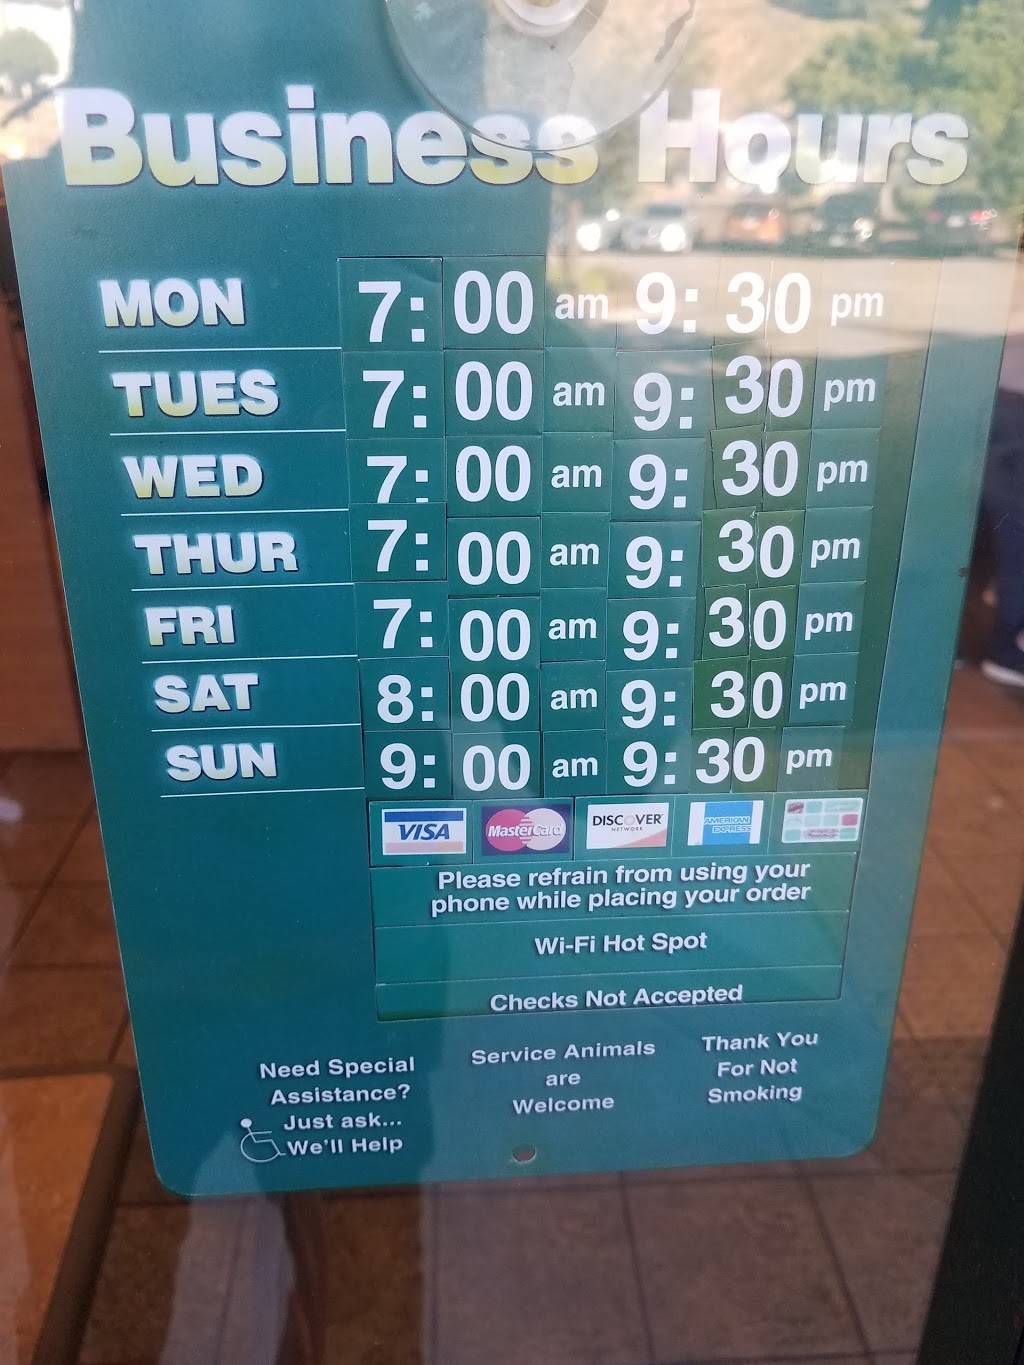 Business Hours
MON 7:00 am 9:30 pm
TUES 7:00 am 9:30 pm
WED 7:00 am 9:30 pm
THUR 7:00 am 9:30 pm
FRI 7:00 am 9:30 pm
SAT 8:00 am 9:30 pm
SUN 9:00 am 9:30 pm
VISA MasterCard DISCOVER NETWORK AMERICAN EXPRESS
Please refrain from using your
phone while placing your order
Wi-Fi Hot Spot
Checks Not Accepted
Need Special
Assistance?
Just ask...
We'll Help
Service Animals
are
Welcome
Thank You
For Not
Smoking